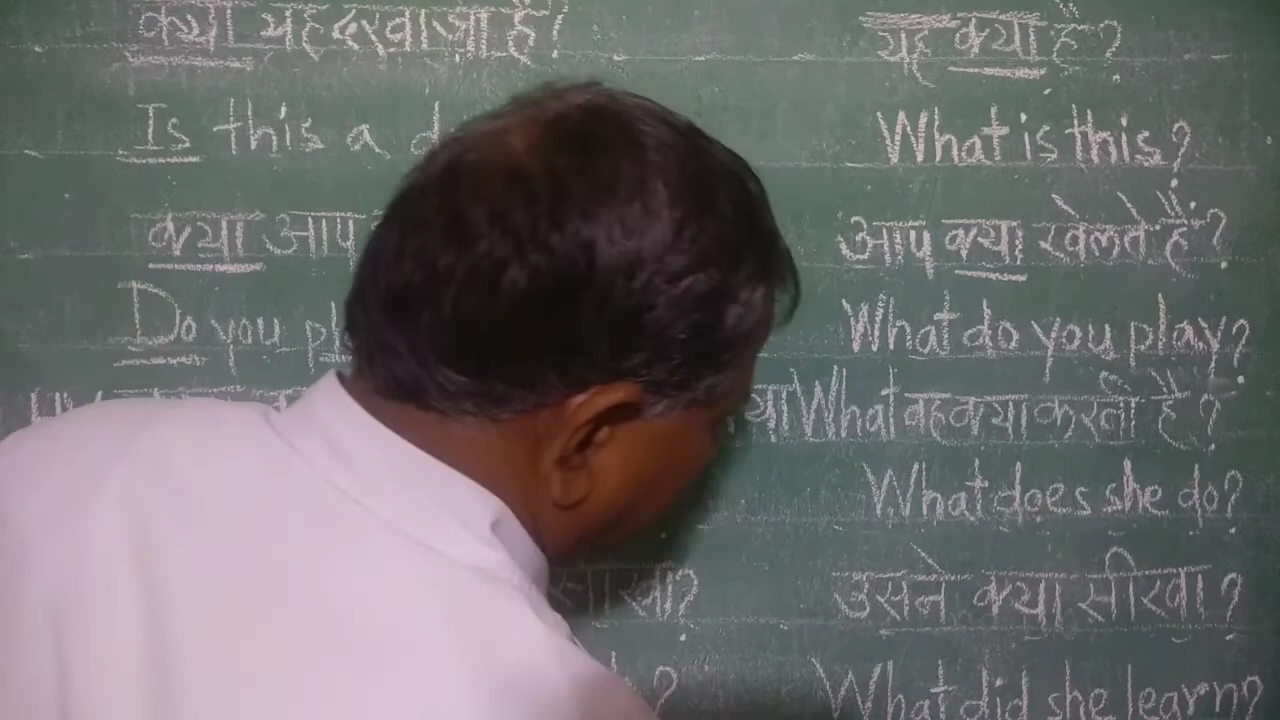 क्या यह दरवाजा है?
यह क्या है?
Is this a
What is this?
क्या आप
आप क्या खेलते हैं?
Do you
What do you play?
What वह क्या करती है?
What does she do?
उसने क्या सीखा?
What did she learn?